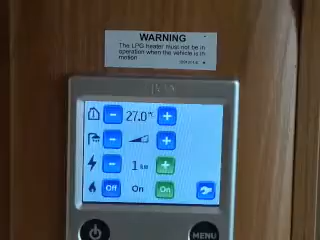 WARNING
The LPG heater must not be in
operation when the vehicle is in
motion
- 27.0°c +
- +
- 1 kw +
Off On On
MENU